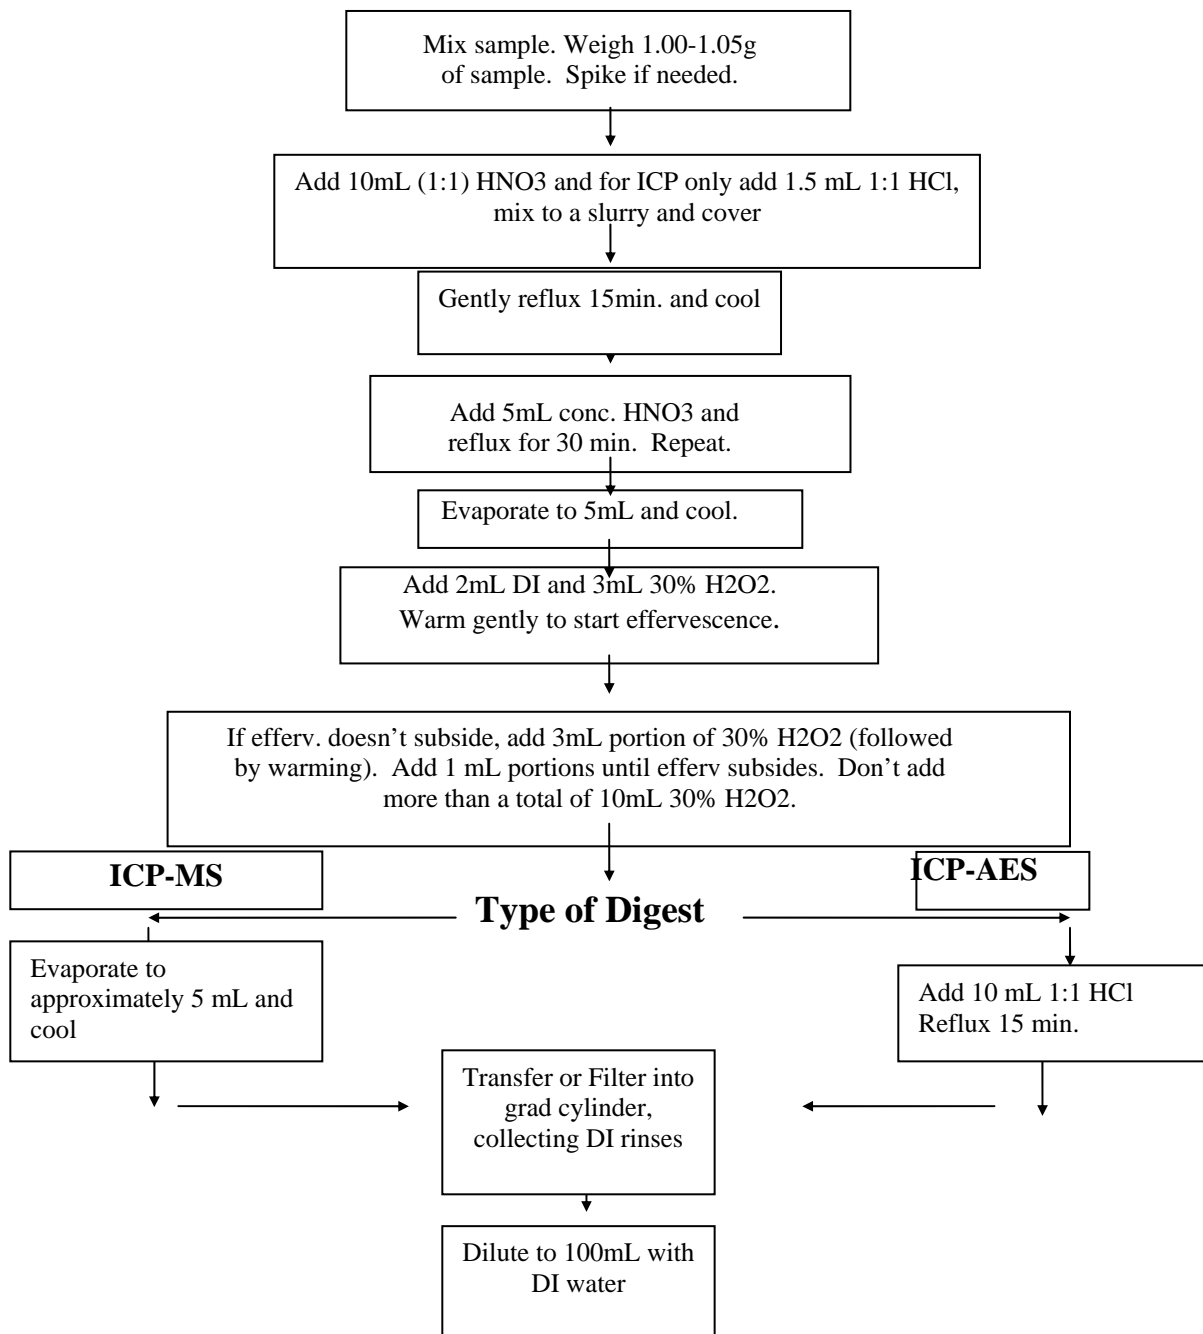 Mix sample. Weigh 1.00-1.05g
of sample. Spike if needed.
Add 10mL (1:1) HNO3 and for ICP only add 1.5 mL 1:1 HCl,
mix to a slurry and cover
Gently reflux 15min. and cool
Add 5mL conc. HNO3 and
reflux for 30 min. Repeat.
Evaporate to 5mL and cool.
Add 2mL DI and 3mL 30% H2O2.
Warm gently to start effervescence.
If efferv. doesn’t subside, add 3mL portion of 30% H2O2 (followed
by warming). Add 1 mL portions until efferv subsides. Don’t add
more than a total of 10mL 30% H2O2.
ICP-MS
ICP-AES
Type of Digest
Evaporate to
approximately 5 mL and
cool
Add 10 mL 1:1 HCl
Reflux 15 min.
Transfer or Filter into
grad cylinder,
collecting DI rinses
Dilute to 100mL with
DI water